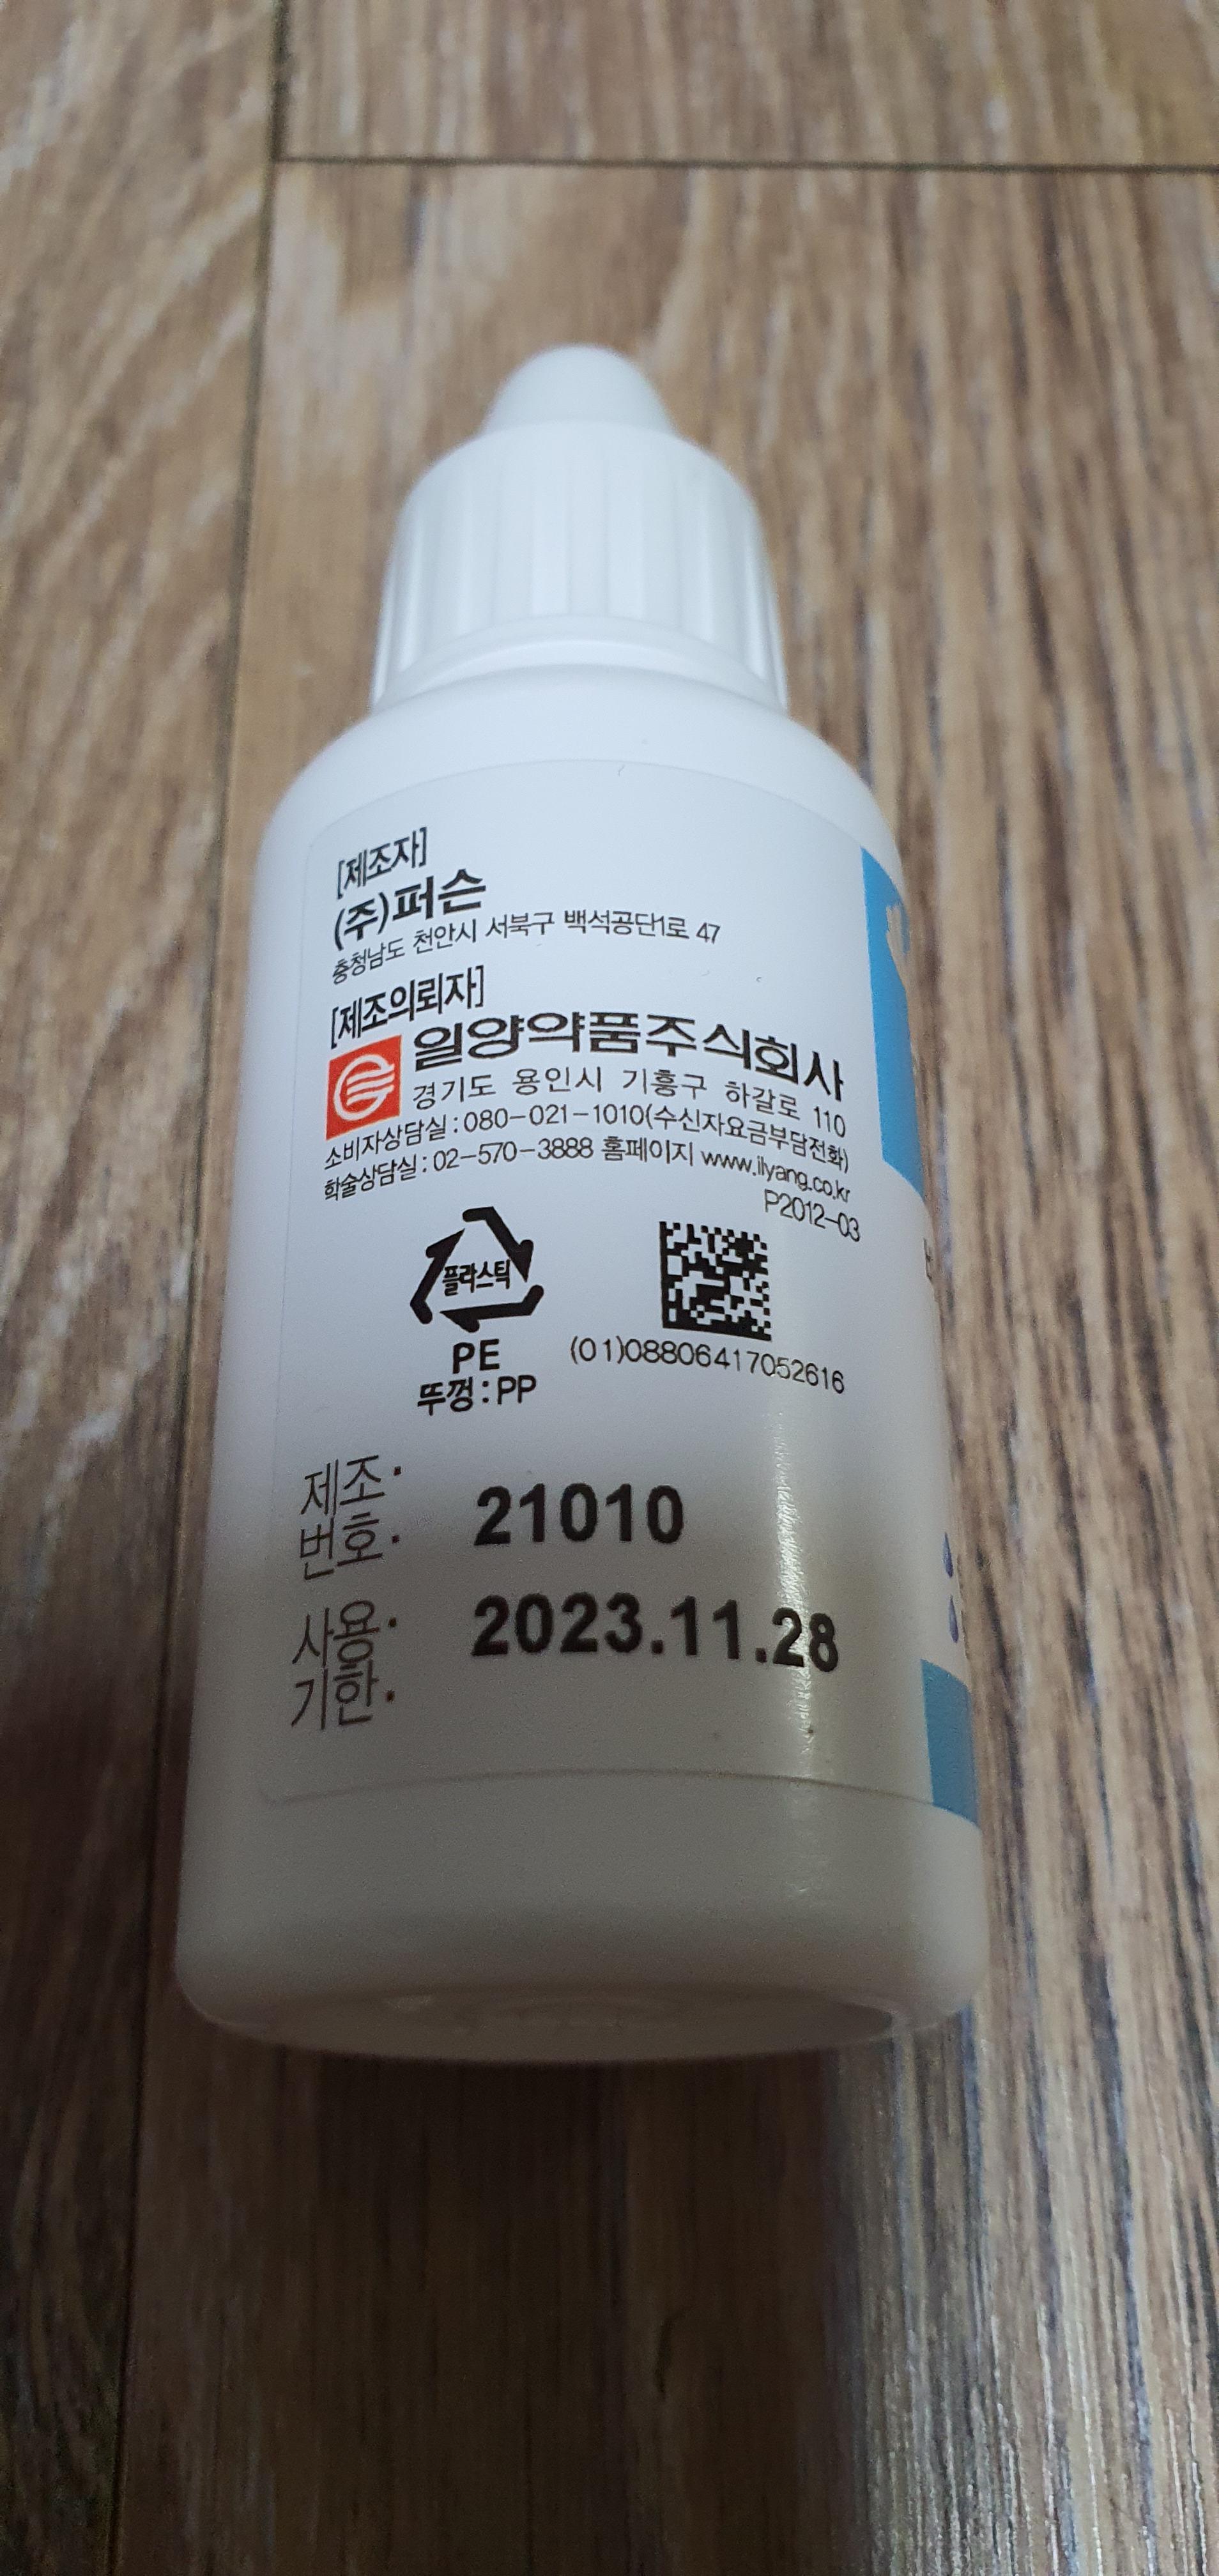 [제조자]
(주)퍼슨
충청남도 천안시 서북구 백석공단1로 47
[제조의뢰자]
일양약품주식회사
경기도 용인시 기흥구 하갈로 110
소비자상담실:080-021-1010(수신자요금부담전화)
학술상담실:02-570-3888 홈페이지 www.ilyang.co.kr
P2012-03
플라스틱
PE
뚜껑:PP
(01)08806417052616
제조·
번호· 21010
사용· 2023.11.28
기한·